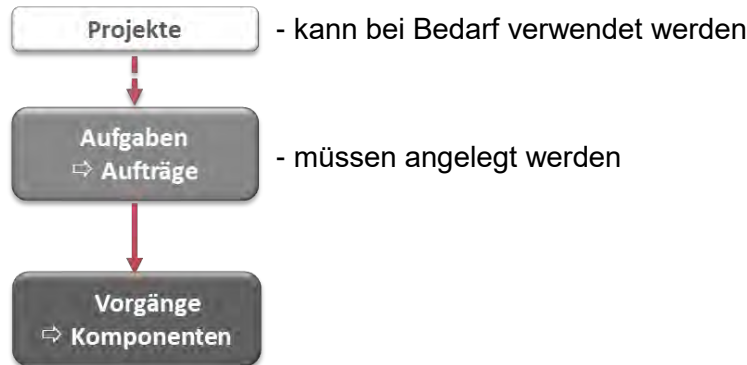 Projekte - kann bei Bedarf verwendet werden
Aufgaben
⇨ Aufträge - müssen angelegt werden
Vorgänge
⇨ Komponenten